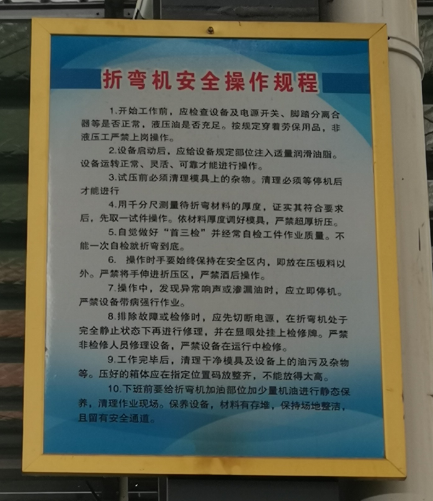 折弯机安全操作规程
1.开始工作前，应检查设备及电源开关、脚踏分离合
器等是否正常，液压油是否充足。按规定穿着劳保用品，非
液压工严禁上岗操作。
2.设备启动后，应给设备规定部位注入适量润滑油脂。
设备运转正常、灵活、可靠才能进行操作。
3.试压前必须清理模具上的杂物。清理必须等停机后
才能进行
4.用千分尺测量待折弯材料的厚度，证实其符合要求
后，先取一试件操作。依材料厚度调好模具，严禁超厚折压。
5.自觉做好“首三检”并经常自检工件作业质量。不
能一次自检就折弯到底。
6. 操作时手要始终保持在安全区内，即放在压板料以
外。严禁将手伸进折压区，严禁酒后操作。
7.操作中，发现异常响声或渗漏油时，应立即停机。
严禁设备带病强行作业。
8.排除故障或检修时，应先切断电源，在折弯机处于
完全静止状态下再进行修理，并在显眼处挂上检修牌。严禁
非检修人员修理设备，严禁设备在运行中检修。
9.工作完毕后，清理干净模具及设备上的油污及杂物
等。压好的箱体应在指定位置码放整齐，不能放得太高。
10.下班前要给折弯机加油部位加少量机油进行静态保
养，清理作业现场。保养设备，材料有存堆，保持场地整洁，
且留有安全通道。